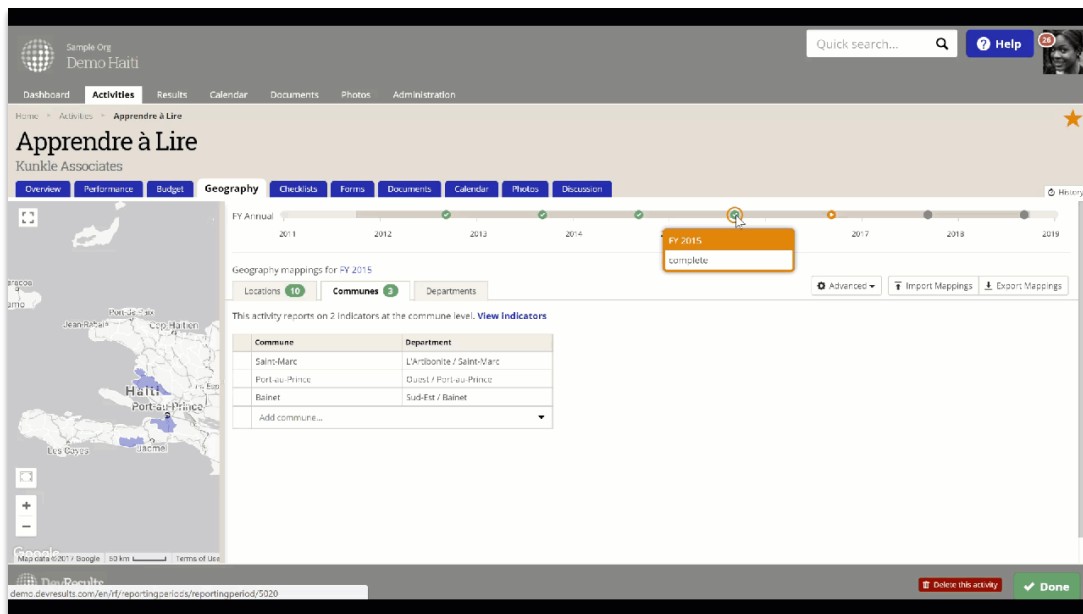 Sample Org
Demo Haiti
Quick search...
Help
26
Dashboard Activities Results Calendar Documents Photos Administration
Home Activities Apprendre à Lire
Apprendre à Lire
Kunkle Associates
Overview Performance Budget Geography Checklists Forms Documents Calendar Photos Discussion
History
FY Annual
2011 2012 2013 2014 2017 2018 2019
FY 2015
complete
Geography mappings for FY 2015
Locations 10 Communes 3 Departments
Advanced Import Mappings Export Mappings
This activity reports on 2 indicators at the commune level. View indicators
Commune Department
Saint-Marc L'Artibonite / Saint-Marc
Port-au-Prince Ouest / Port-au-Prince
Bainet Sud-Est / Bainet
Add commune...
Port-de-Paix
Jean-Rabel Cap-Haitien
Haiti
Port-au-Prince
Les Cayes Jacmel
+
−
Google
Map data ©2017 Google 50 km Terms of Use
DevResults
demo.devresults.com/en/rf/reportingperiods/reportingperiod/5020
Delete this activity
Done